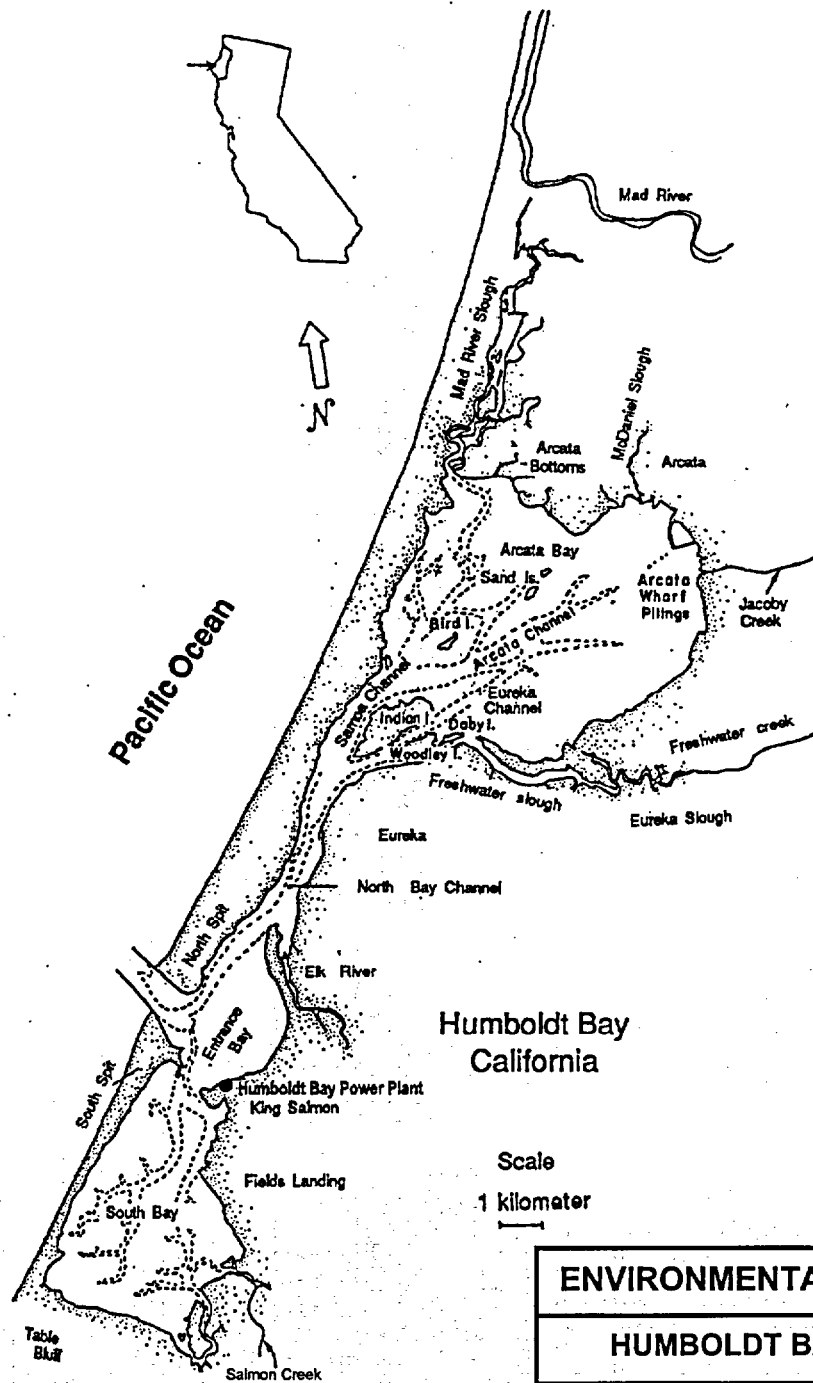 N
Mad River
Mad River Slough
McDaniel Slough
Arcata
Bottoms
Arcata
Arcata Bay
Sand Is.
Bird I.
Arcata
Wharf
Pilings
Jacoby
Creek
Pacific Ocean
Samoa Channel
Arcata Channel
Eureka
Channel
Indian I.
Daby I.
Woodley I.
Freshwater creek
Freshwater slough
Eureka Slough
Eureka
North Bay Channel
North Spit
Elk River
Entrance
Bay
Humboldt Bay
California
South Spit
Humboldt Bay Power Plant
King Salmon
Fields Landing
Scale
1 kilometer
South Bay
Table
Bluff
Salmon Creek
ENVIRONMENTA
HUMBOLDT B